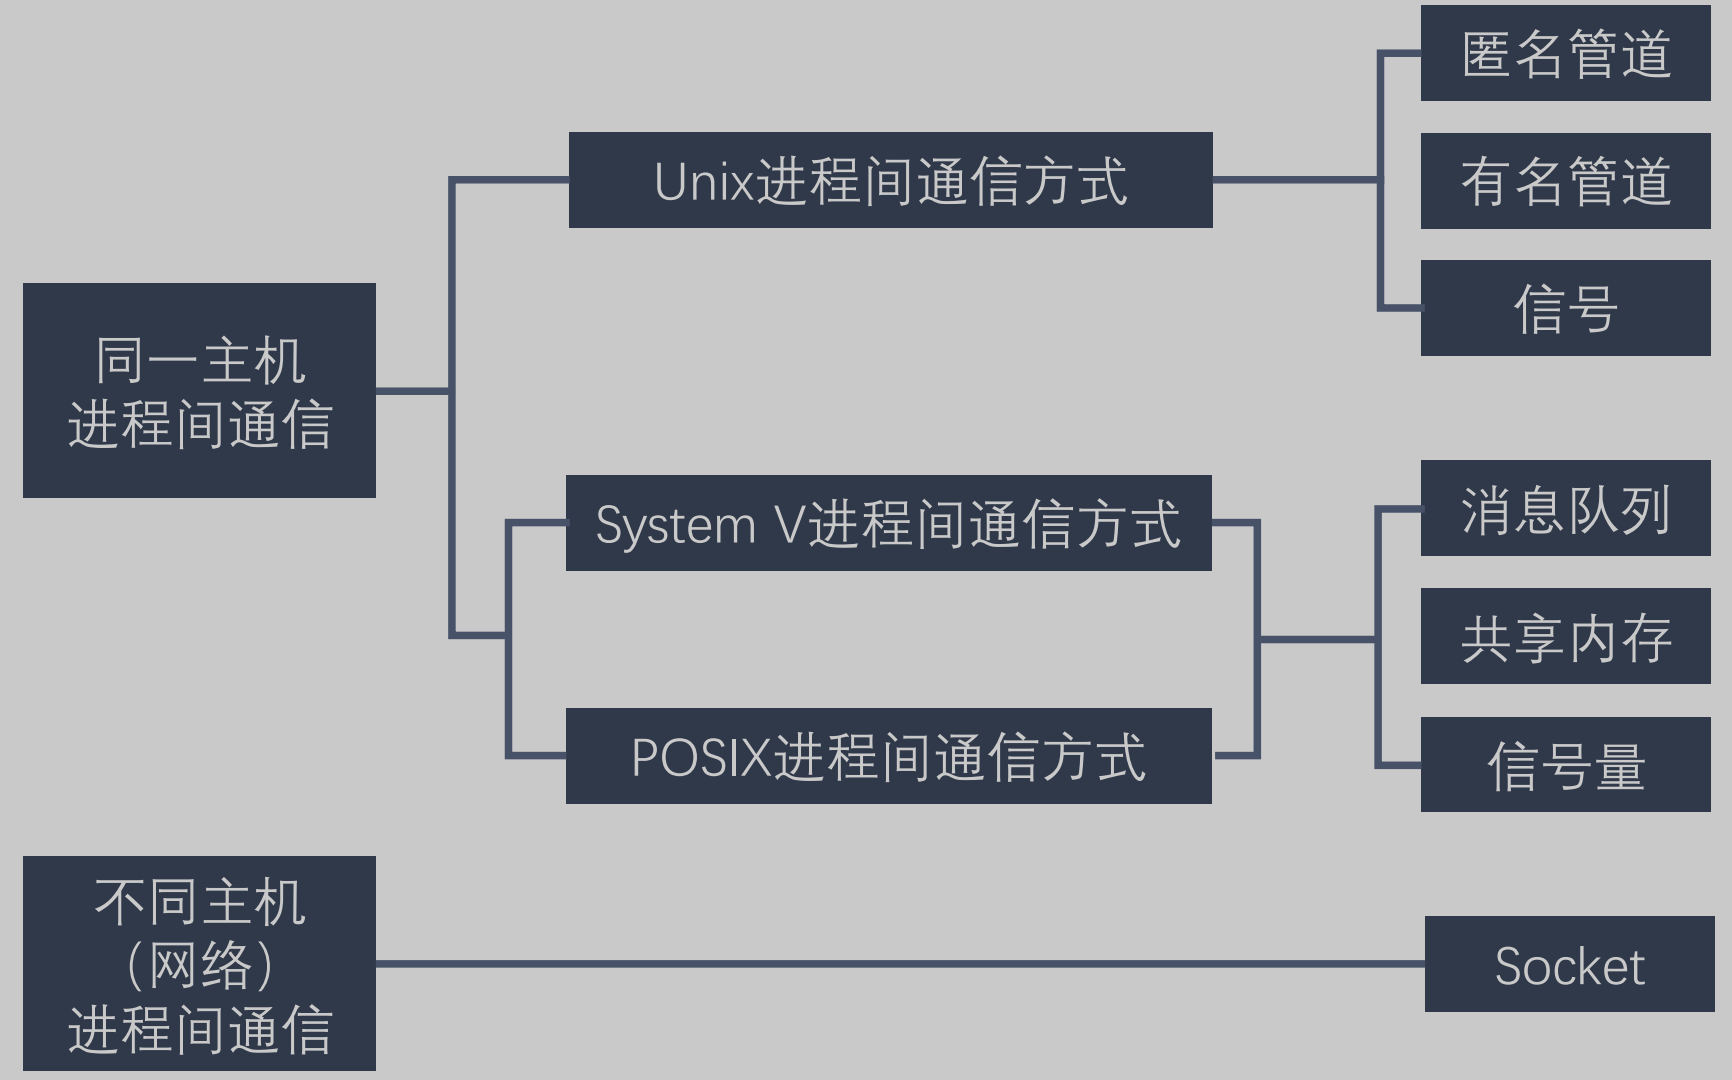 匿名管道
Unix进程间通信方式
有名管道
信号
同一主机
进程间通信
System V进程间通信方式
消息队列
共享内存
POSIX进程间通信方式
信号量
不同主机
（网络）
进程间通信
Socket